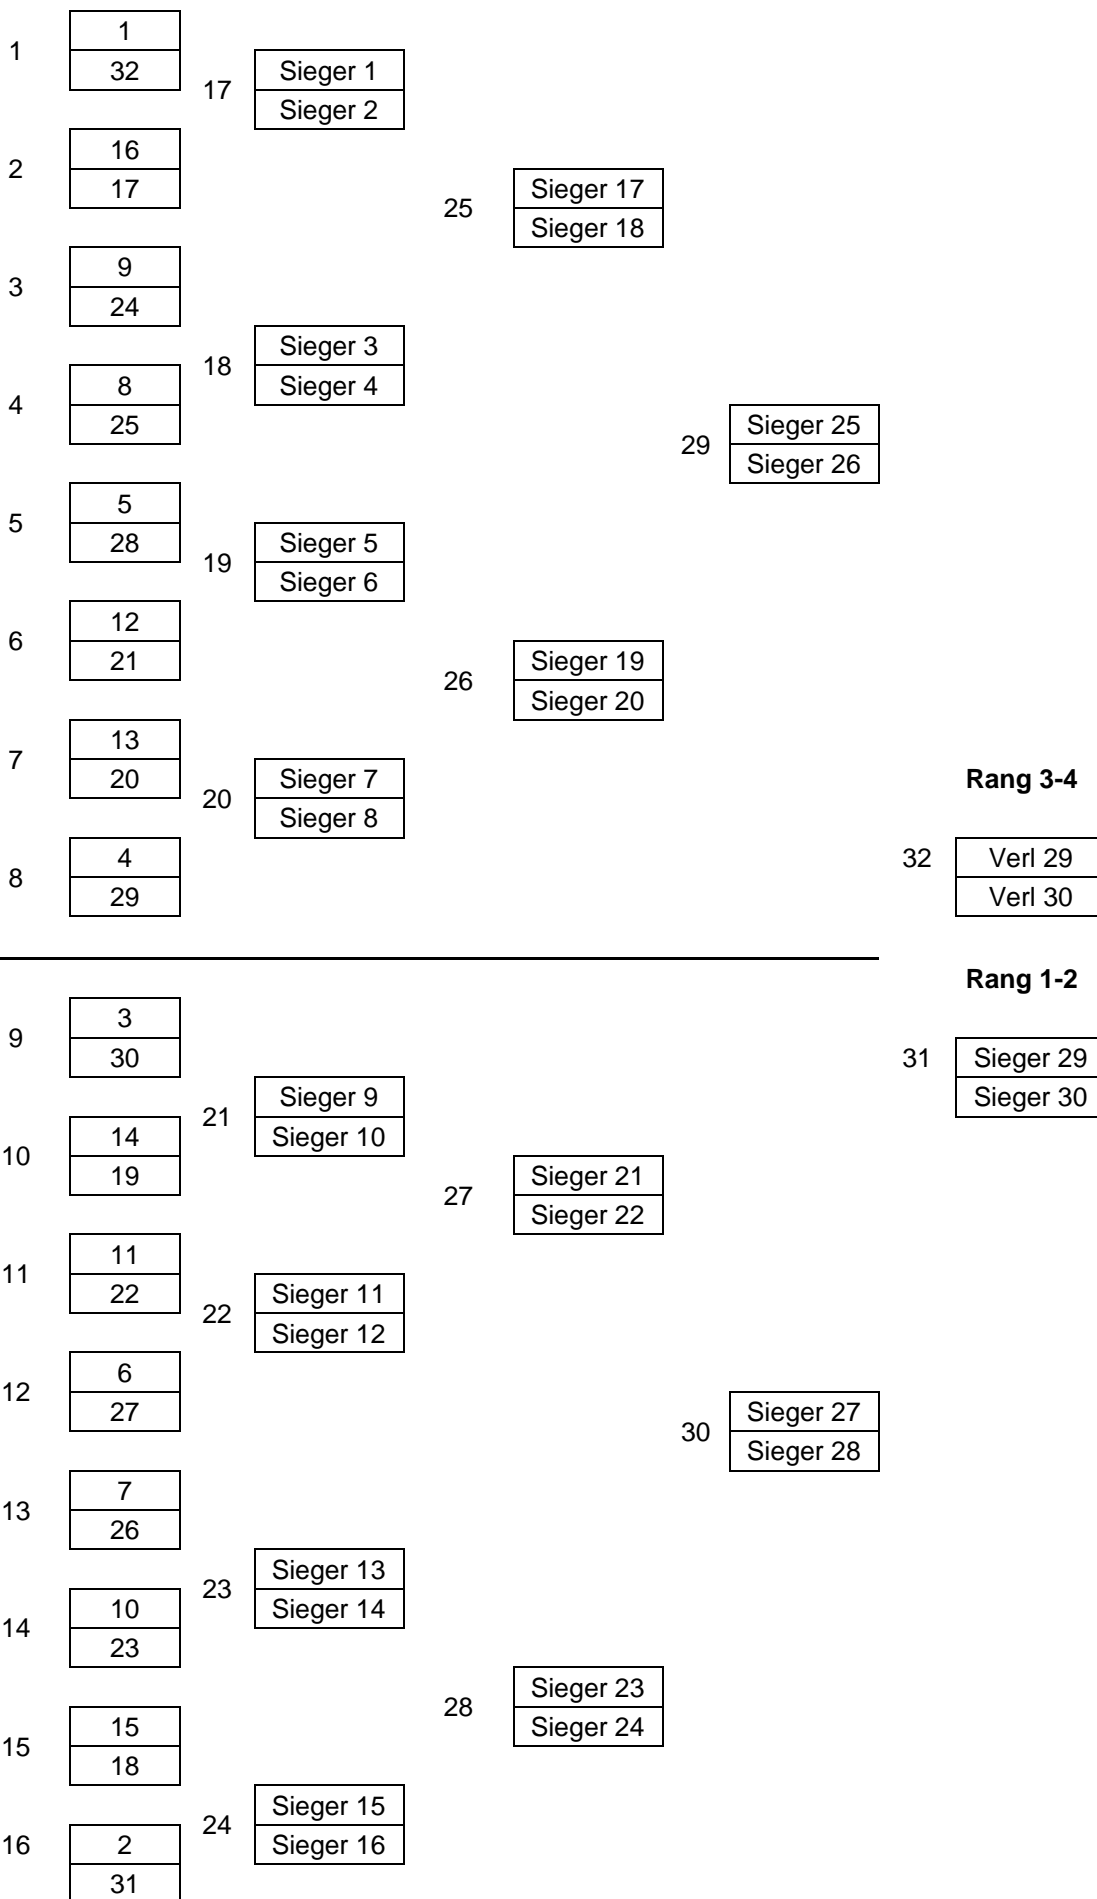 1
1
32
17
Sieger 1
Sieger 2
2
16
17
25
Sieger 17
Sieger 18
3
9
24
18
Sieger 3
Sieger 4
4
8
25
29
Sieger 25
Sieger 26
5
5
28
19
Sieger 5
Sieger 6
6
12
21
26
Sieger 19
Sieger 20
7
13
20
20
Sieger 7
Sieger 8
Rang 3-4
8
4
29
32
Verl 29
Verl 30
Rang 1-2
9
3
30
31
Sieger 29
Sieger 30
21
Sieger 9
Sieger 10
10
14
19
27
Sieger 21
Sieger 22
11
11
22
22
Sieger 11
Sieger 12
12
6
27
30
Sieger 27
Sieger 28
13
7
26
23
Sieger 13
Sieger 14
14
10
23
28
Sieger 23
Sieger 24
15
15
18
24
Sieger 15
Sieger 16
16
2
31